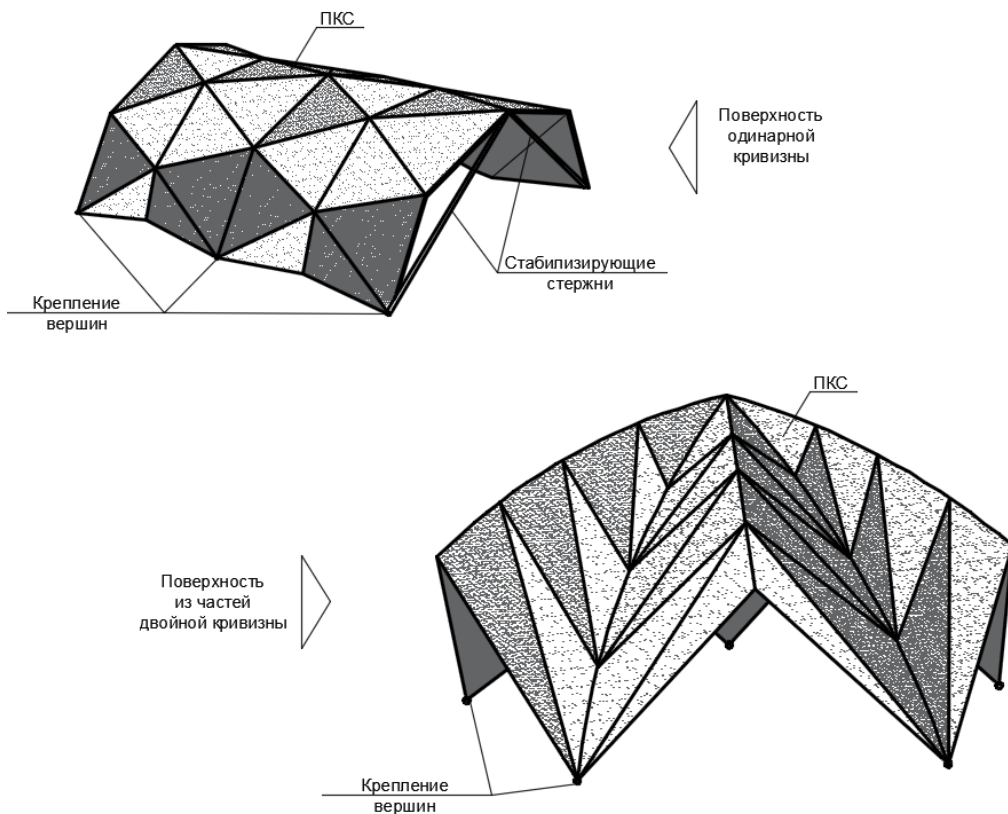 ПКС
Поверхность
одинарной
кривизны
Стабилизирующие
стержни
Крепление
вершин
ПКС
Поверхность
из частей
двойной кривизны
Крепление
вершин